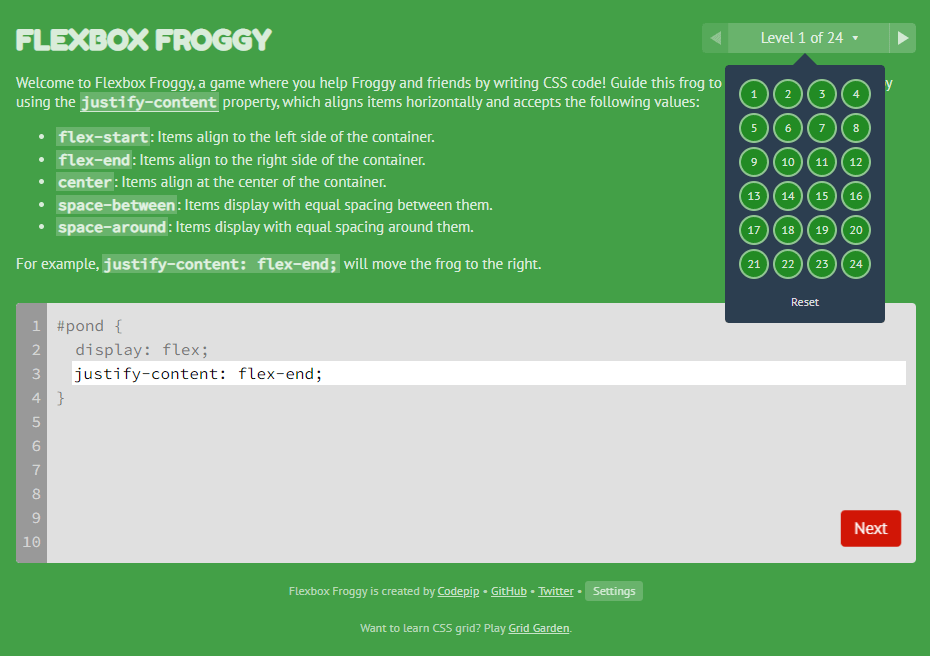 FLEXBOX FROGGY
Level 1 of 24
Welcome to Flexbox Froggy, a game where you help Froggy and friends by writing CSS code! Guide this frog to
using the justify-content property, which aligns items horizontally and accepts the following values:
• flex-start: Items align to the left side of the container.
• flex-end: Items align to the right side of the container.
• center: Items align at the center of the container.
• space-between: Items display with equal spacing between them.
• space-around: Items display with equal spacing around them.
For example, justify-content: flex-end; will move the frog to the right.
1 2 3 4
5 6 7 8
9 10 11 12
13 14 15 16
17 18 19 20
21 22 23 24
Reset
1 #pond {
2 display: flex;
3 justify-content: flex-end;
4 }
5
6
7
8
9
10
Next
Flexbox Froggy is created by Codepip • GitHub • Twitter • Settings
Want to learn CSS grid? Play Grid Garden.